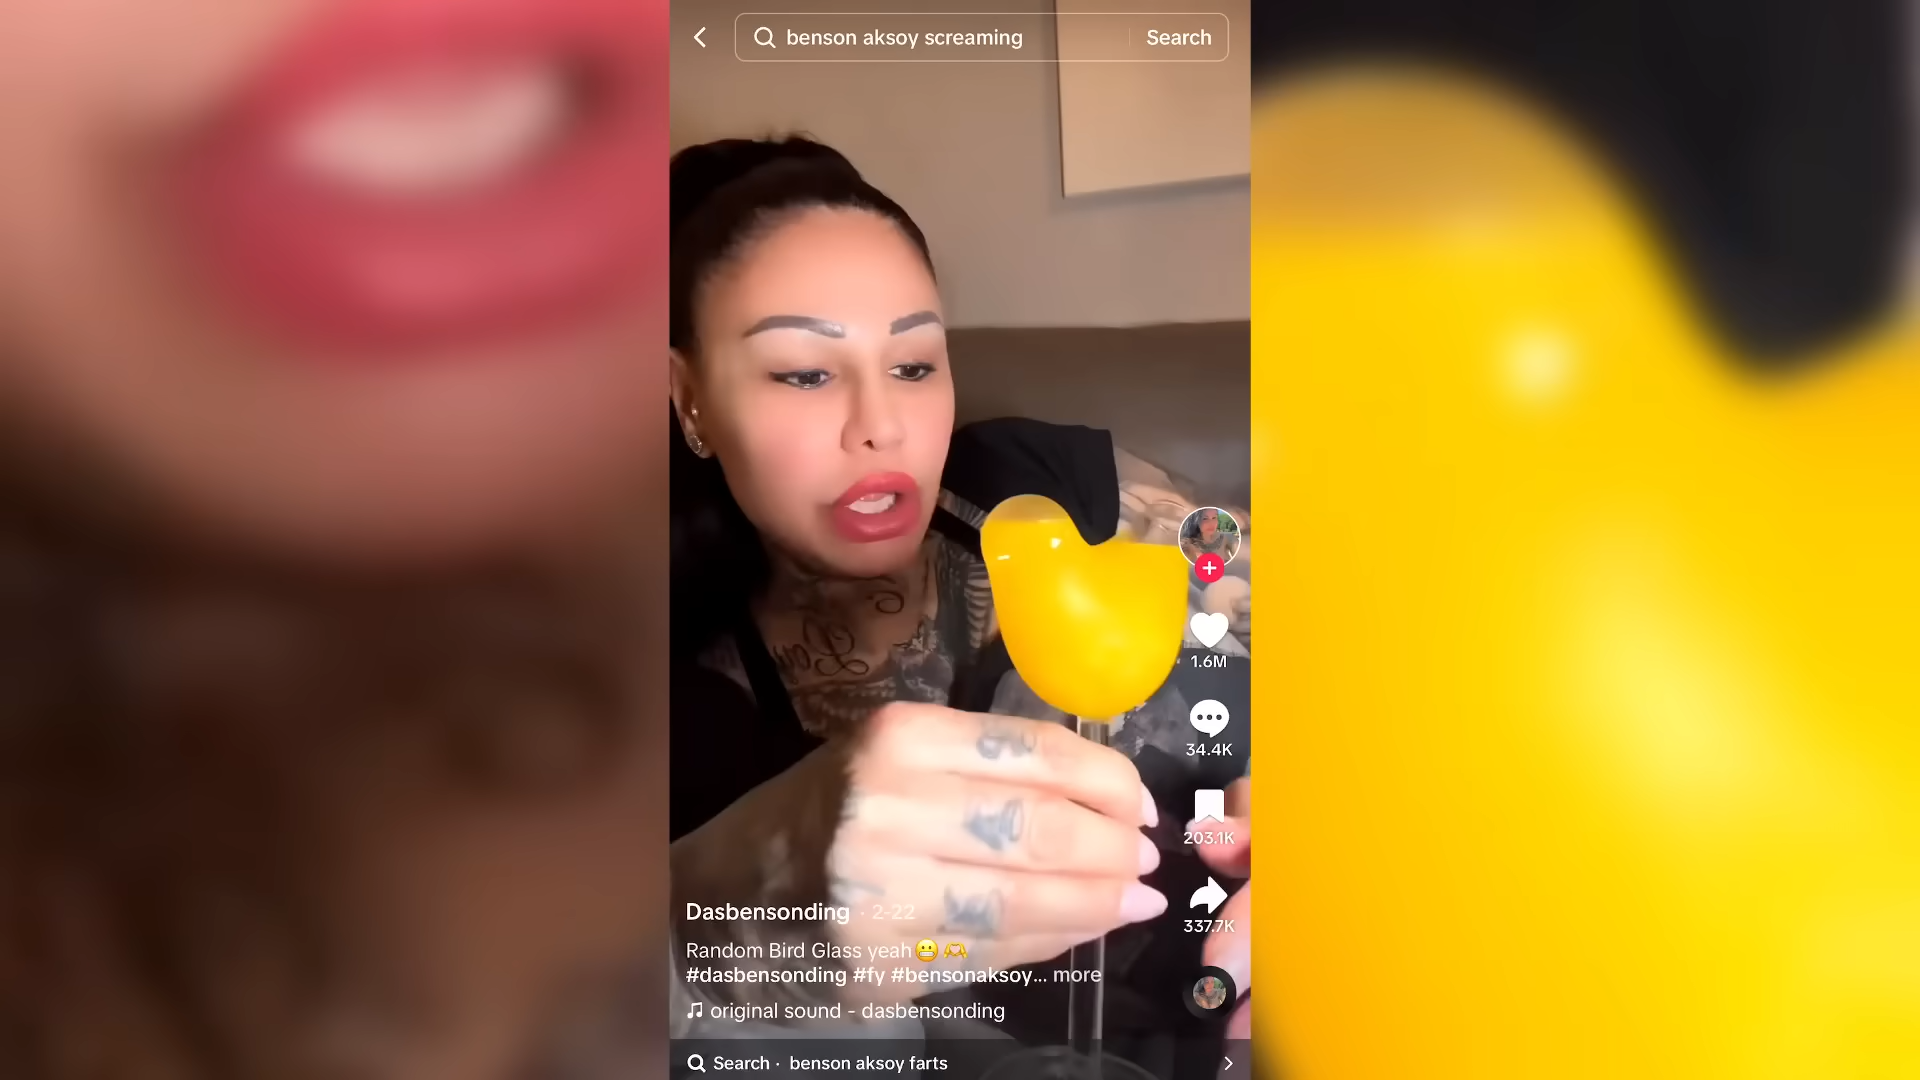 benson aksoy screaming
Search
1.6M
34.4K
203.1K
337.7K
Dasbensonding · 2-22
Random Bird Glass yeah😬 🫶
#dasbensonding #fy #bensonaksoy... more
original sound - dasbensonding
Search · benson aksoy farts